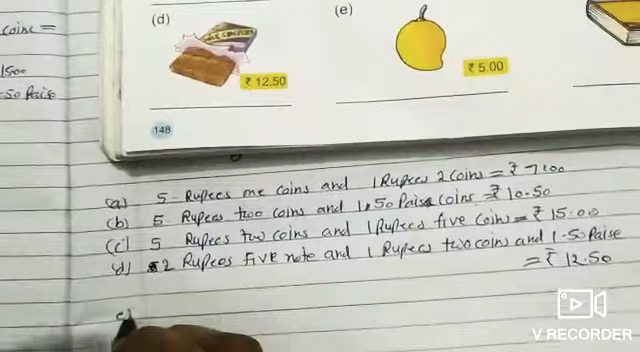 coins =
1500
50 Paise
(d)
MILK CHOCOLATE
₹ 12.50
(e)
₹ 5.00
148
(a) 5 Rupees one coins and 1 Rupees 2 coins = ₹ 7.00
(b) 5 Rupees two coins and 1, 50 Paise coins = ₹ 10.50
(c) 5 Rupees two coins and 1 Rupees five coins = ₹ 15.00
d) 2 Rupees five note and 1 Rupees two coins and 1.50 Paise
= ₹ 12.50
e)
V RECORDER